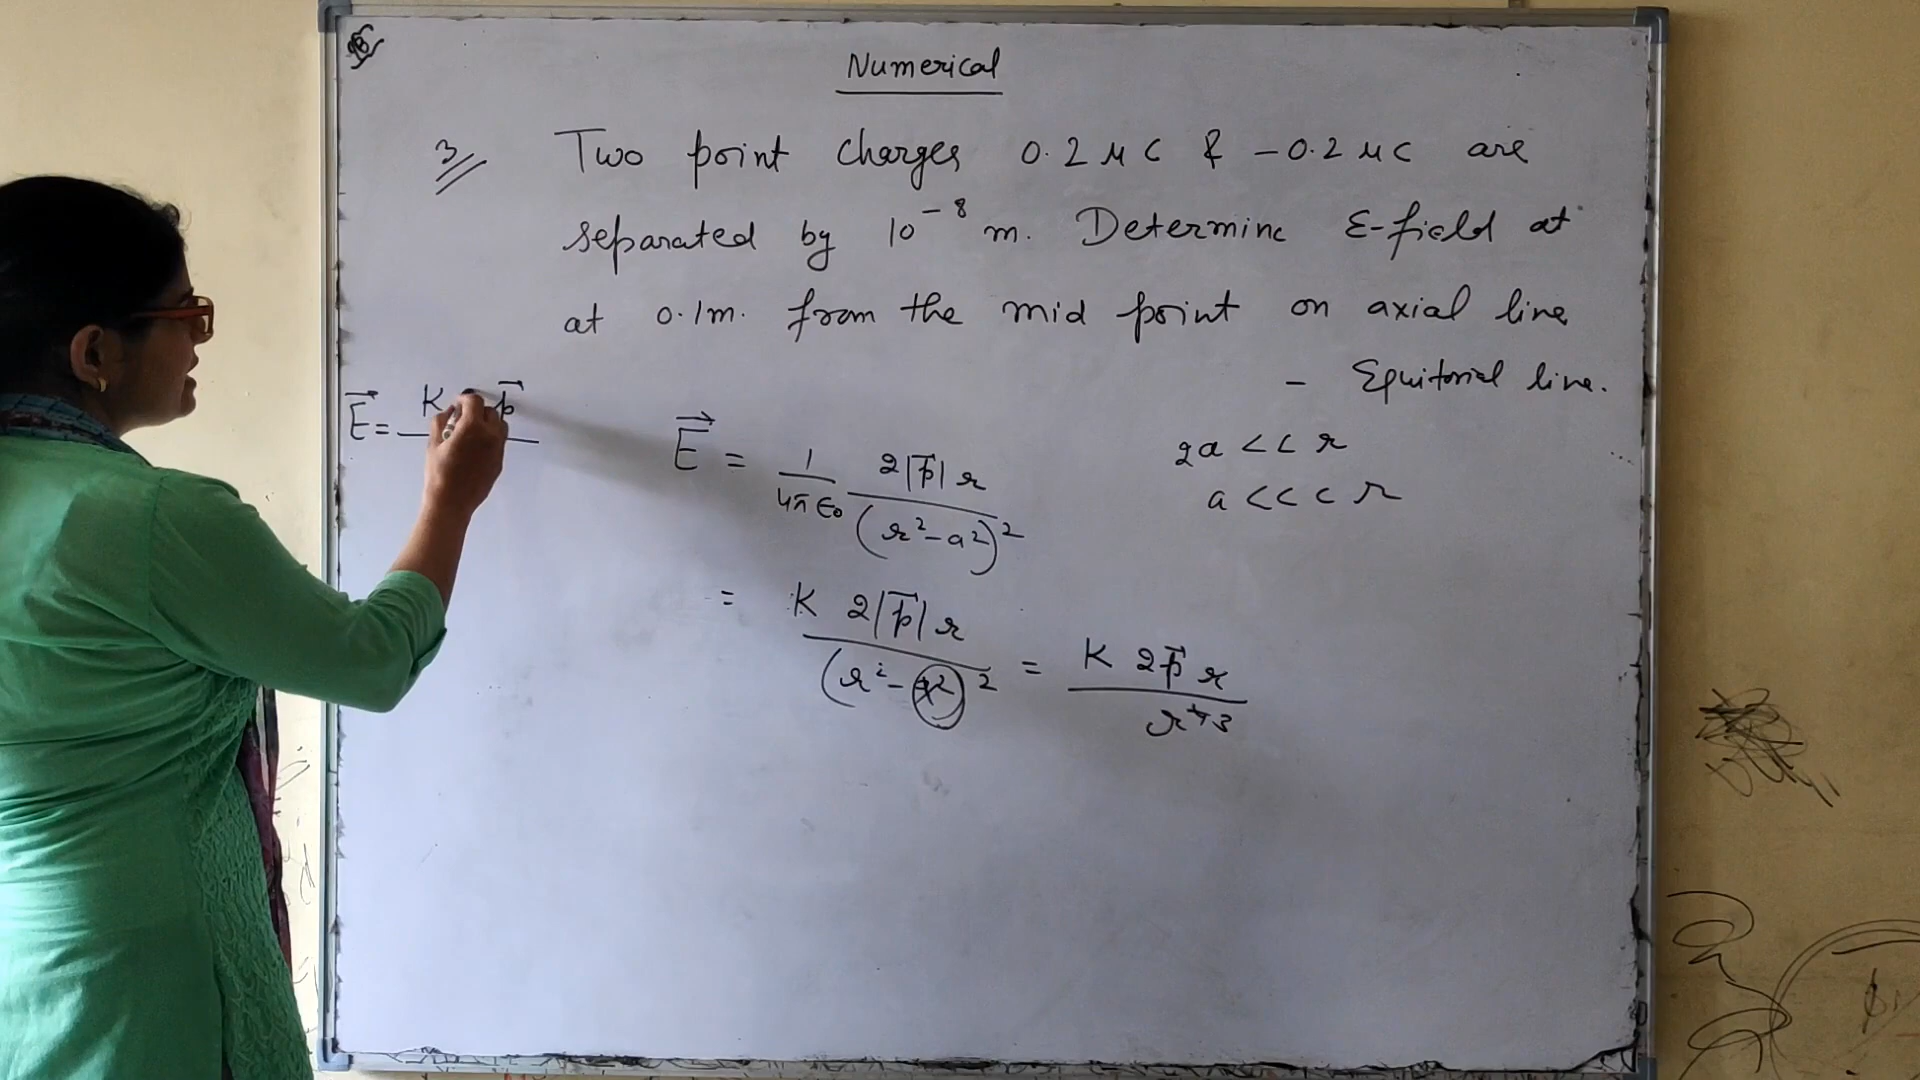 Numerical
3 Two point charges 0.2 μC & -0.2 μC are
separated by 10⁻⁸ m. Determine E-field at
at 0.1m. from the mid point on axial line
- Equitorial line.
E⃗ = K p⃗
E⃗ = 1/4πϵ₀ 2|p⃗| r / (r² - a²)²
2a << r
a <<< r
= K 2|p⃗| r / (r² - a²)² = K 2p⃗ r / r⁴ 3